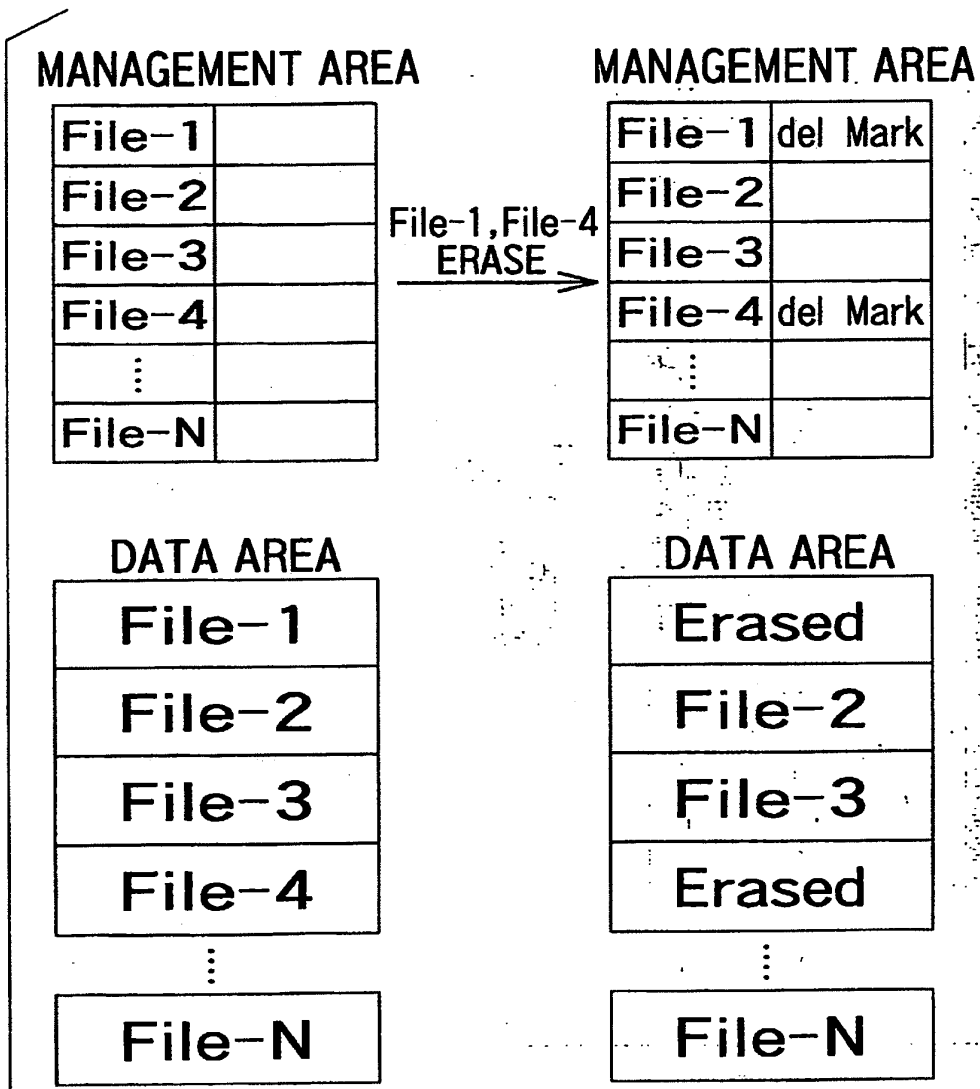 MANAGEMENT AREA
File-1
File-2
File-3
File-4
⋮
File-N
File-1,File-4
ERASE
MANAGEMENT AREA
File-1 del Mark
File-2
File-3
File-4 del Mark
⋮
File-N
DATA AREA
File-1
File-2
File-3
File-4
⋮
File-N
DATA AREA
Erased
File-2
File-3
Erased
⋮
File-N